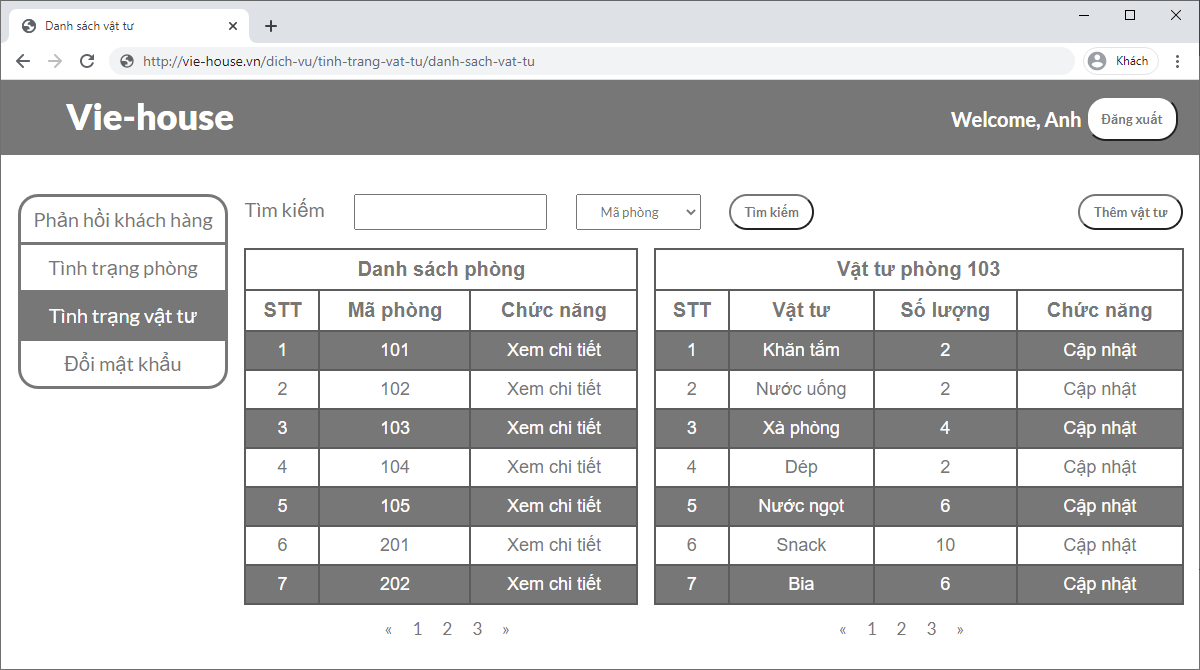 Danh sách vật tư
http://vie-house.vn/dich-vu/tinh-trang-vat-tu/danh-sach-vat-tu
Khách
Vie-house
Welcome, Anh
Đăng xuất
Phản hồi khách hàng
Tình trạng phòng
Tình trạng vật tư
Đổi mật khẩu
Tìm kiếm
Mã phòng
Tìm kiếm
Thêm vật tư
Danh sách phòng
STT Mã phòng Chức năng
1 101 Xem chi tiết
2 102 Xem chi tiết
3 103 Xem chi tiết
4 104 Xem chi tiết
5 105 Xem chi tiết
6 201 Xem chi tiết
7 202 Xem chi tiết
« 1 2 3 »
Vật tư phòng 103
STT Vật tư Số lượng Chức năng
1 Khăn tắm 2 Cập nhật
2 Nước uống 2 Cập nhật
3 Xà phòng 4 Cập nhật
4 Dép 2 Cập nhật
5 Nước ngọt 6 Cập nhật
6 Snack 10 Cập nhật
7 Bia 6 Cập nhật
« 1 2 3 »